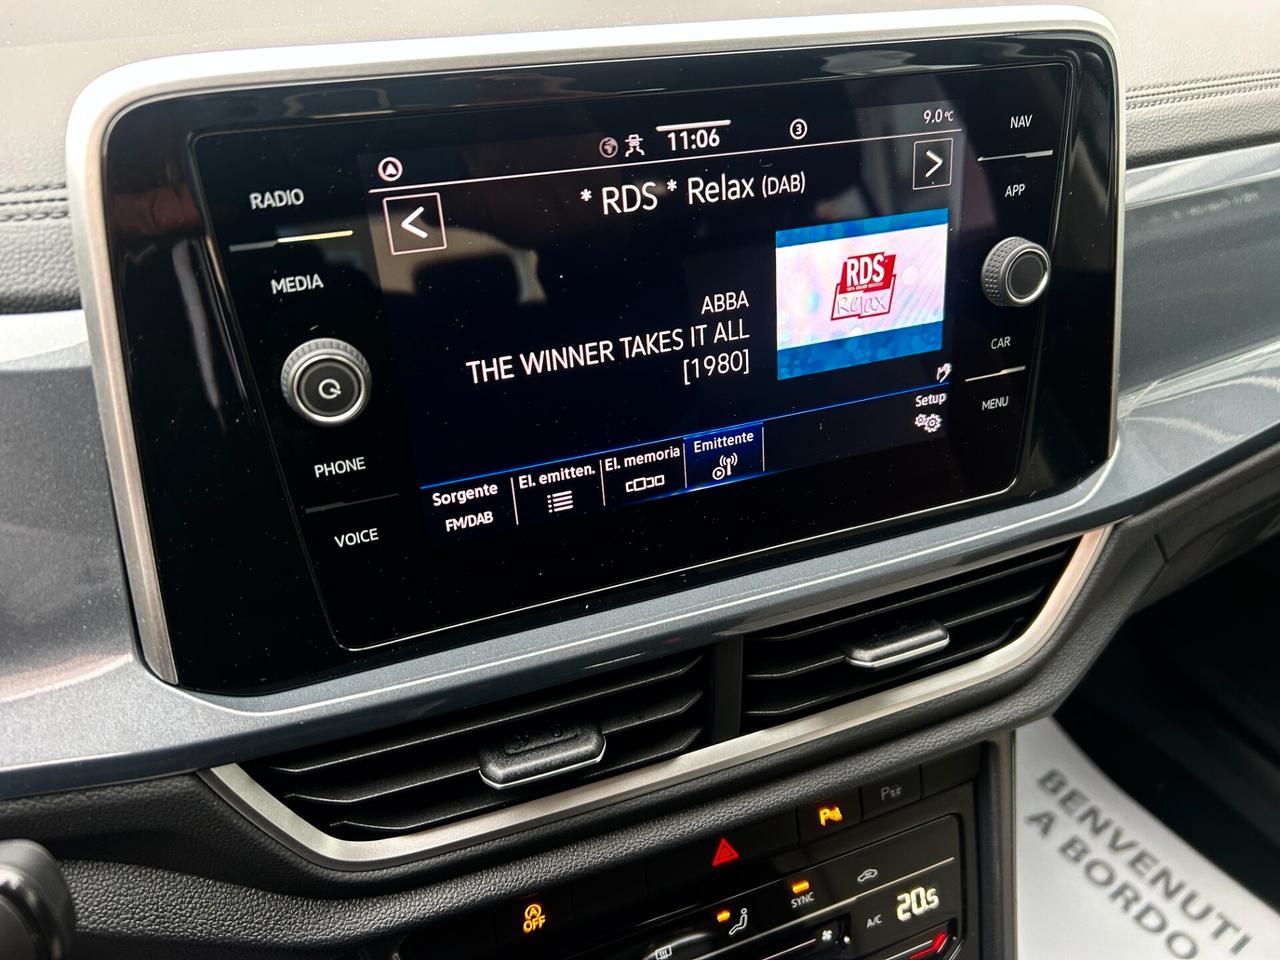 11:06
3
9.0°C
* RDS * Relax (DAB)
<
>
RDS
Relax
ABBA
THE WINNER TAKES IT ALL
[1980]
Setup
Sorgente
FM/DAB
El. emitten.
El. memoria
Emittente
RADIO
MEDIA
PHONE
VOICE
NAV
APP
CAR
MENU
A
OFF
SYNC
A/C
20.5
BENVENUTI
A BORDO